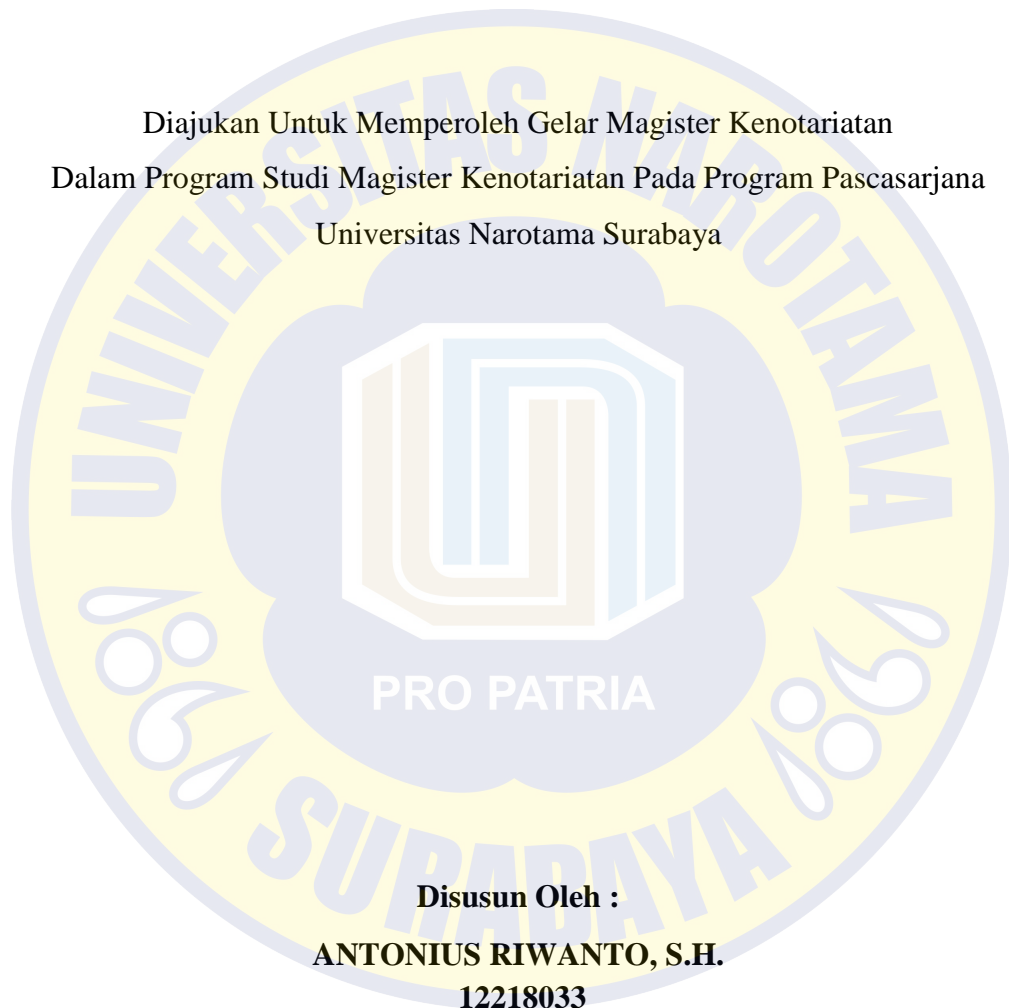 Diajukan Untuk Memperoleh Gelar Magister Kenotariatan
Dalam Program Studi Magister Kenotariatan Pada Program Pascasarjana
Universitas Narotama Surabaya
UNIVERSITAS NAROTAMA
PRO PATRIA
SURABAYA
Disusun Oleh :
ANTONIUS RIWANTO, S.H.
12218033